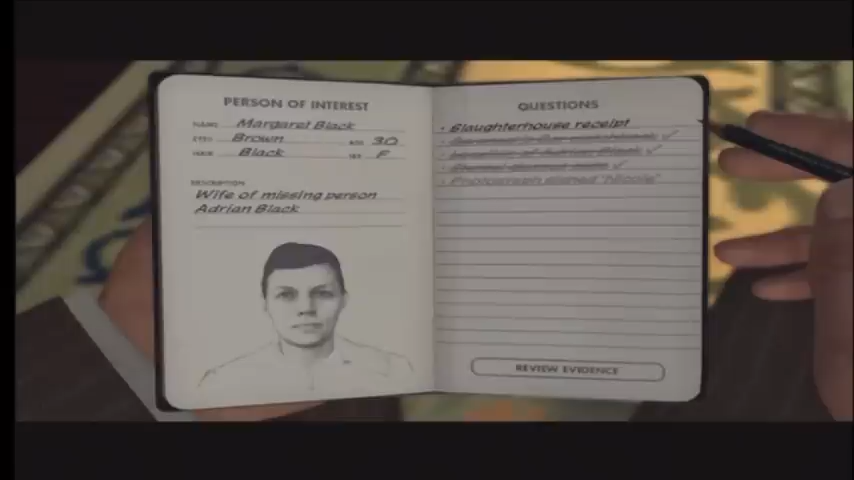 PERSON OF INTEREST
NAME Margaret Black
EYES Brown AGE 30
HAIR Black SEX F
DESCRIPTION
Wife of missing person
Adrian Black
QUESTIONS
• Slaughterhouse receipt
• Photograph signed "Nicole"
REVIEW EVIDENCE